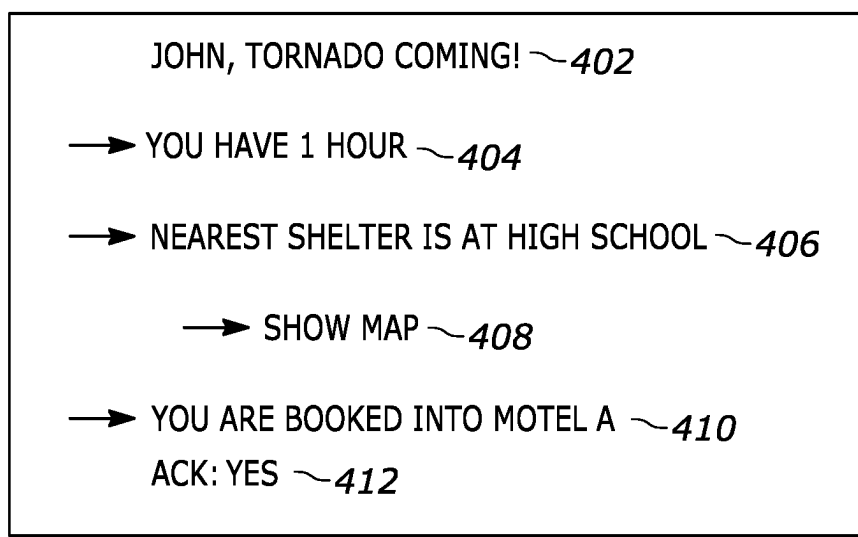 JOHN, TORNADO COMING! 402
YOU HAVE 1 HOUR 404
NEAREST SHELTER IS AT HIGH SCHOOL 406
SHOW MAP 408
YOU ARE BOOKED INTO MOTEL A 410
ACK: YES 412